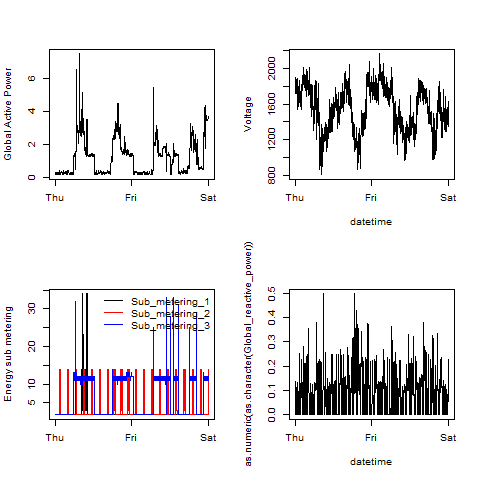 Global Active Power
6
4
2
0
Thu Fri Sat
Voltage
2000
1600
1200
800
Thu Fri Sat
datetime
Energy sub metering
30
20
10
5
Thu Fri Sat
Sub_metering_1
Sub_metering_2
Sub_metering_3
as.numeric(as.character(Global_reactive_power))
0.5
0.4
0.3
0.2
0.1
0.0
Thu Fri Sat
datetime